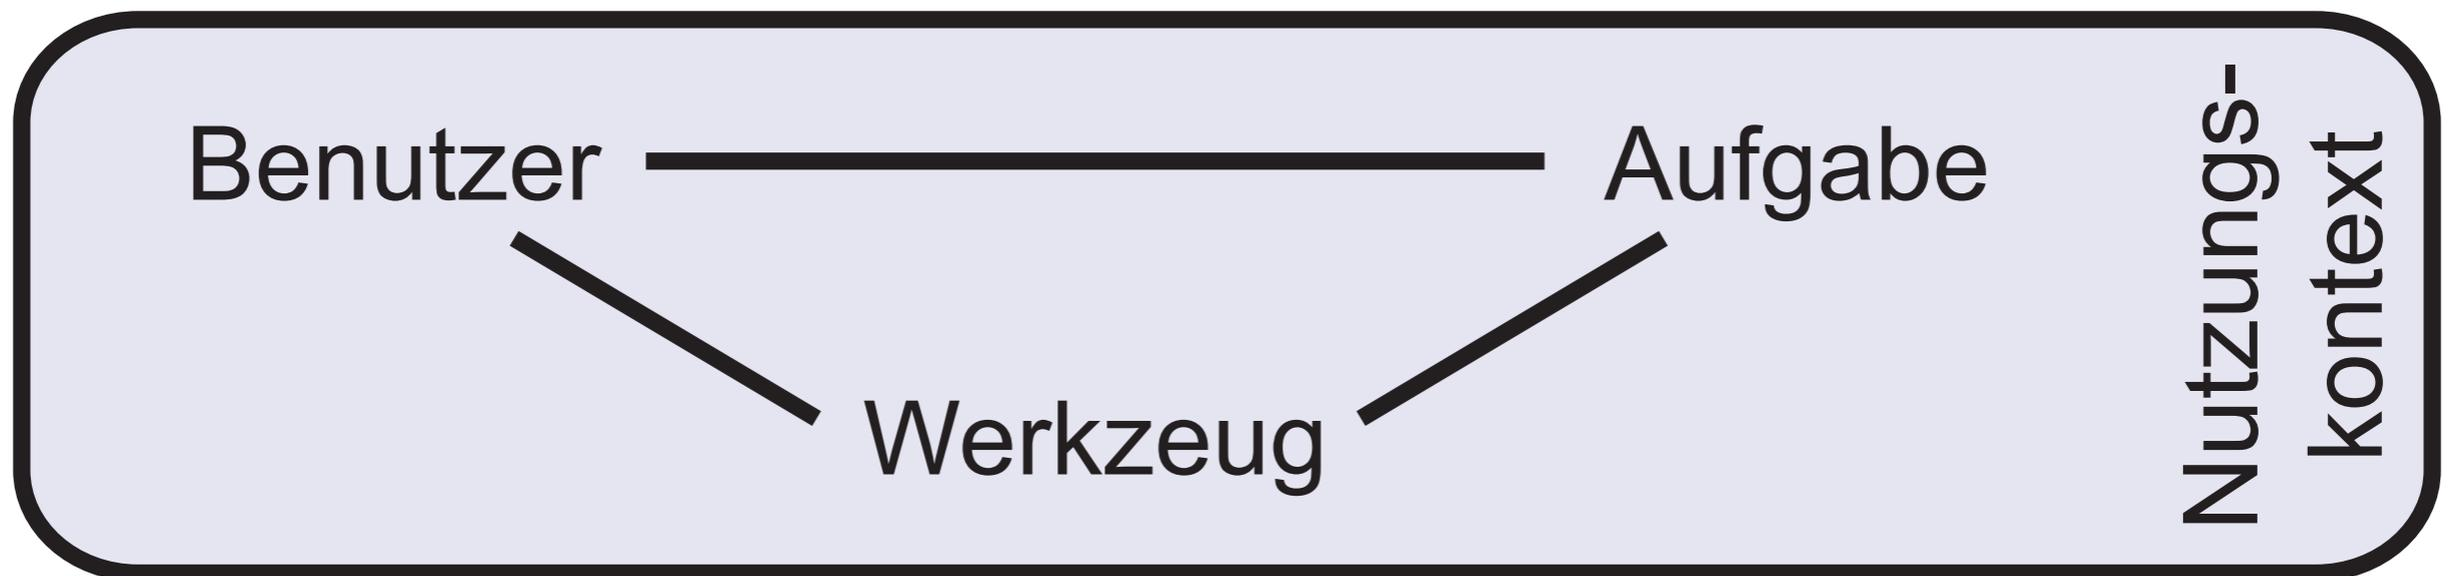 Benutzer
Aufgabe
Werkzeug
Nutzungs-
kontext